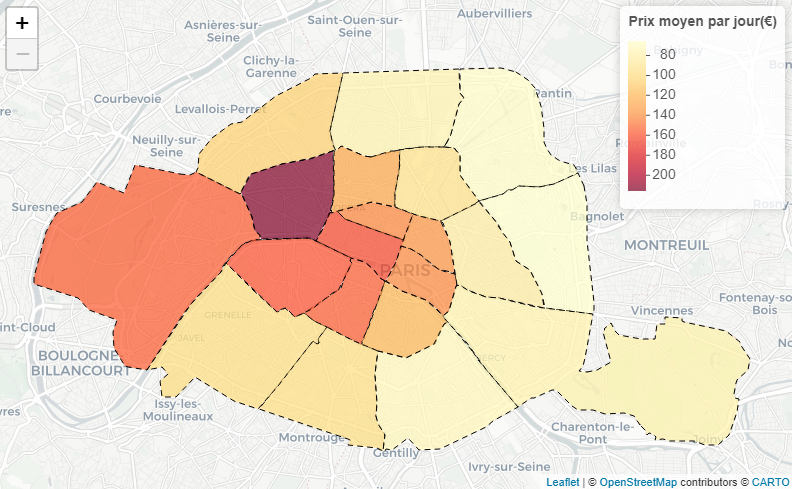 +
−
Asnières-sur-
Seine
Saint-Ouen-sur-
Seine
Aubervilliers
Clichy-la-
Garenne
Courbevoie
Levallois-Perret
Neuilly-sur-
Seine
Suresnes
Pantin
Les Lilas
Bagnolet
MONTREUIL
Vincennes
Fontenay-sous-
Bois
PARIS
GRENELLE
JAVEL
BERCY
int-Cloud
BOULOGNE-
BILLANCOURT
Issy-les-
Moulineaux
Montrouge
Gentilly
Ivry-sur-Seine
Charenton-le-
Pont
Prix moyen par jour(€)
80
100
120
140
160
180
200
Leaflet | © OpenStreetMap contributors © CARTO